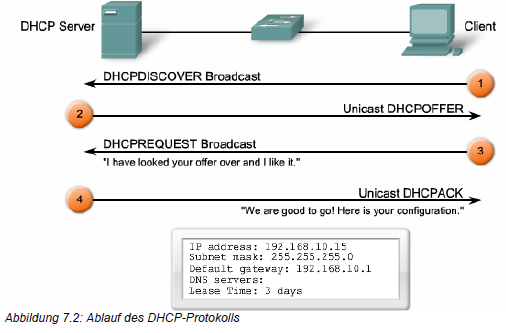 DHCP Server
Client
DHCPDISCOVER Broadcast
1
2
Unicast DHCPOFFER
DHCPREQUEST Broadcast
3
"I have looked your offer over and I like it."
4
Unicast DHCPACK
"We are good to go! Here is your configuration."
IP address: 192.168.10.15
Subnet mask: 255.255.255.0
Default gateway: 192.168.10.1
DNS servers:
Lease Time: 3 days
Abbildung 7.2: Ablauf des DHCP-Protokolls